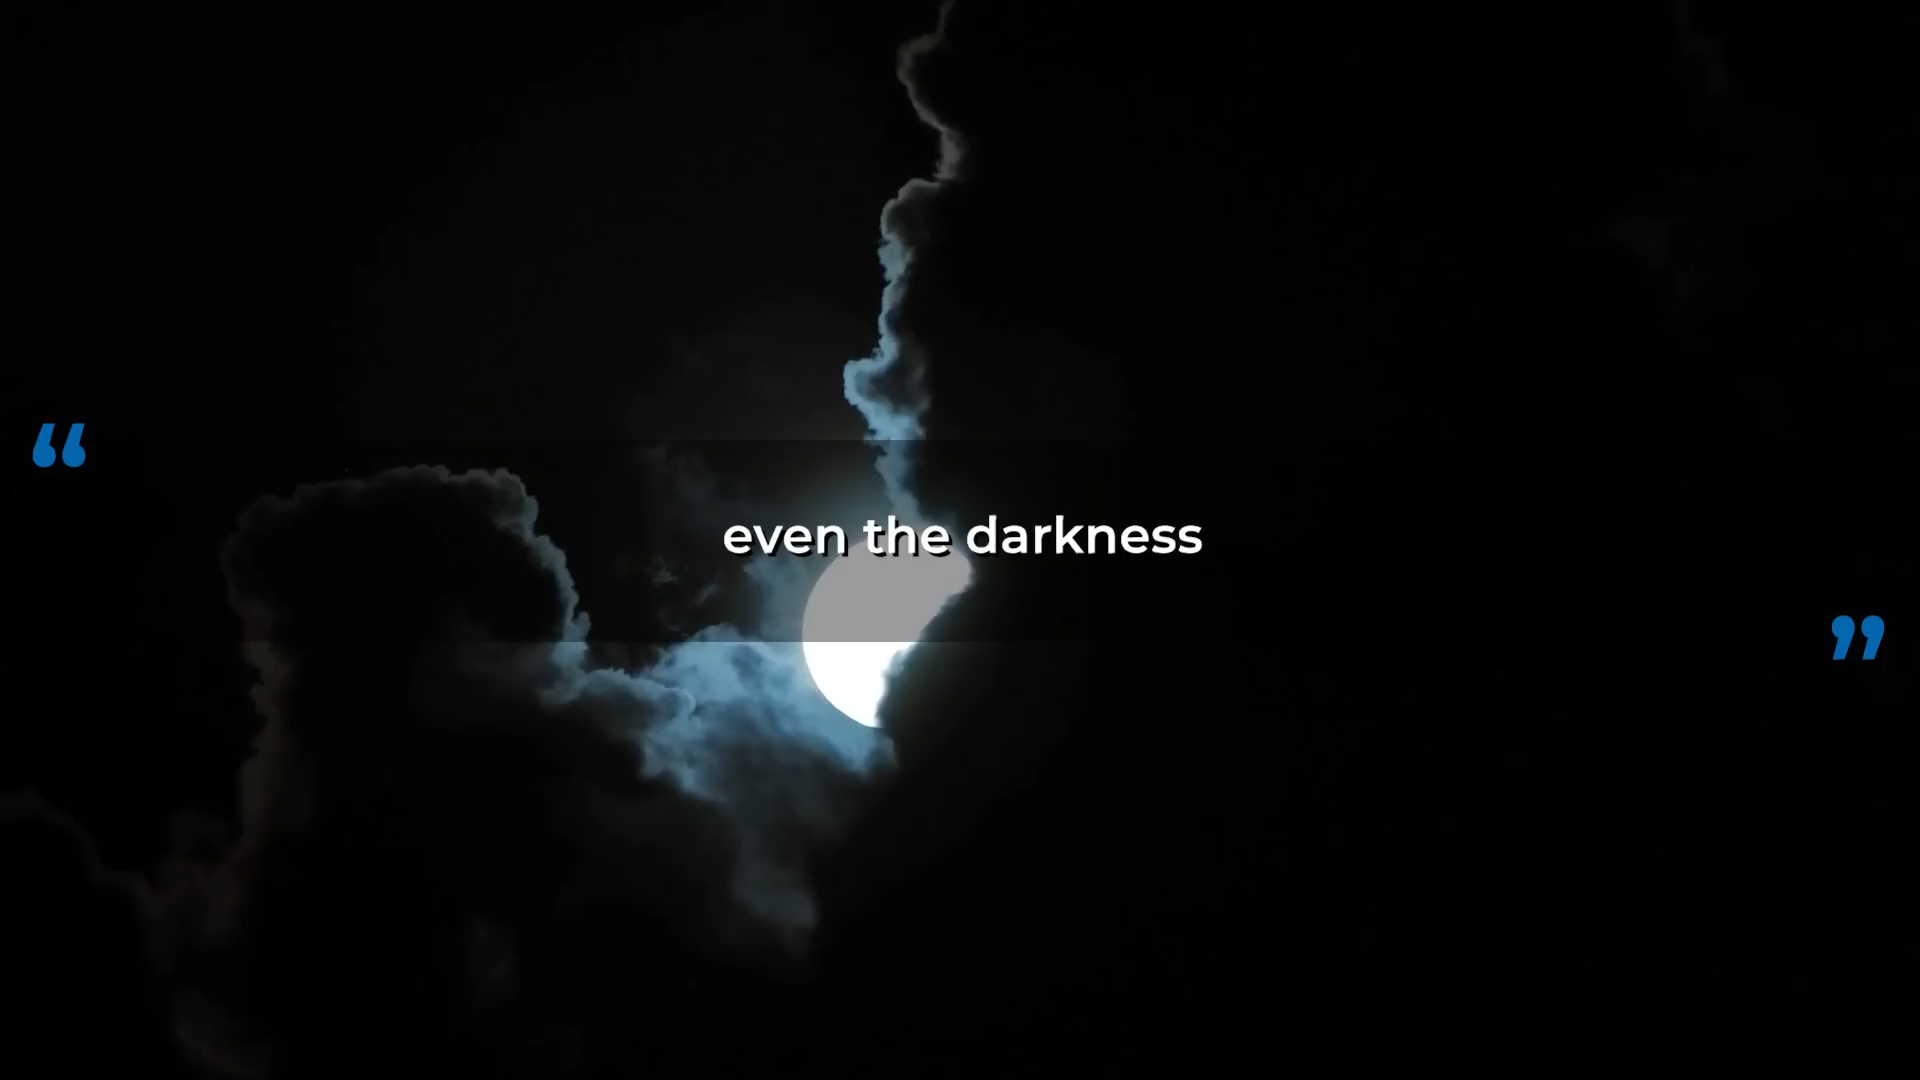 “
even the darkness
”